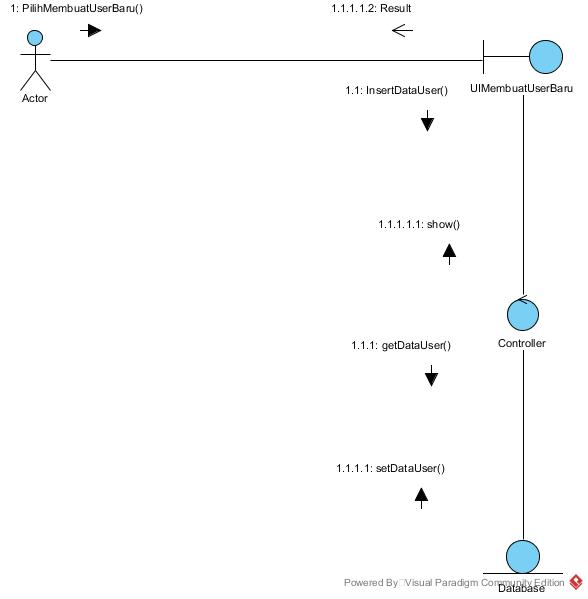 1: PilihMembuatUserBaru()
1.1.1.1.2: Result
Actor
1.1: InsertDataUser()
UIMembuatUserBaru
1.1.1.1.1: show()
Controller
1.1.1: getDataUser()
1.1.1.1: setDataUser()
Powered By Visual Paradigm Community Edition
Database